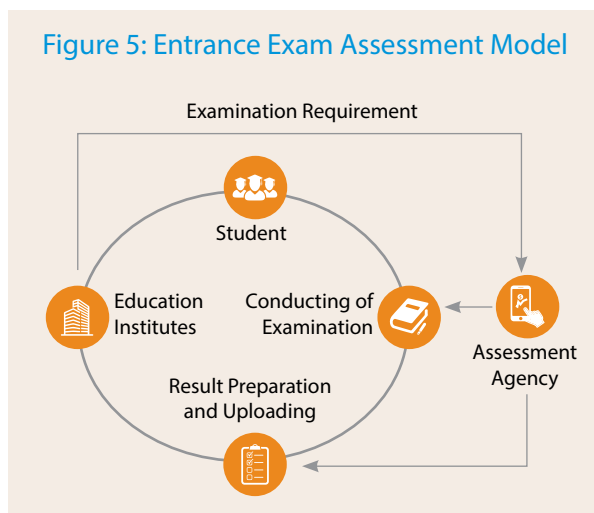 Figure 5: Entrance Exam Assessment Model
Examination Requirement
Student
Education
Institutes
Conducting of
Examination
Assessment
Agency
Result Preparation
and Uploading